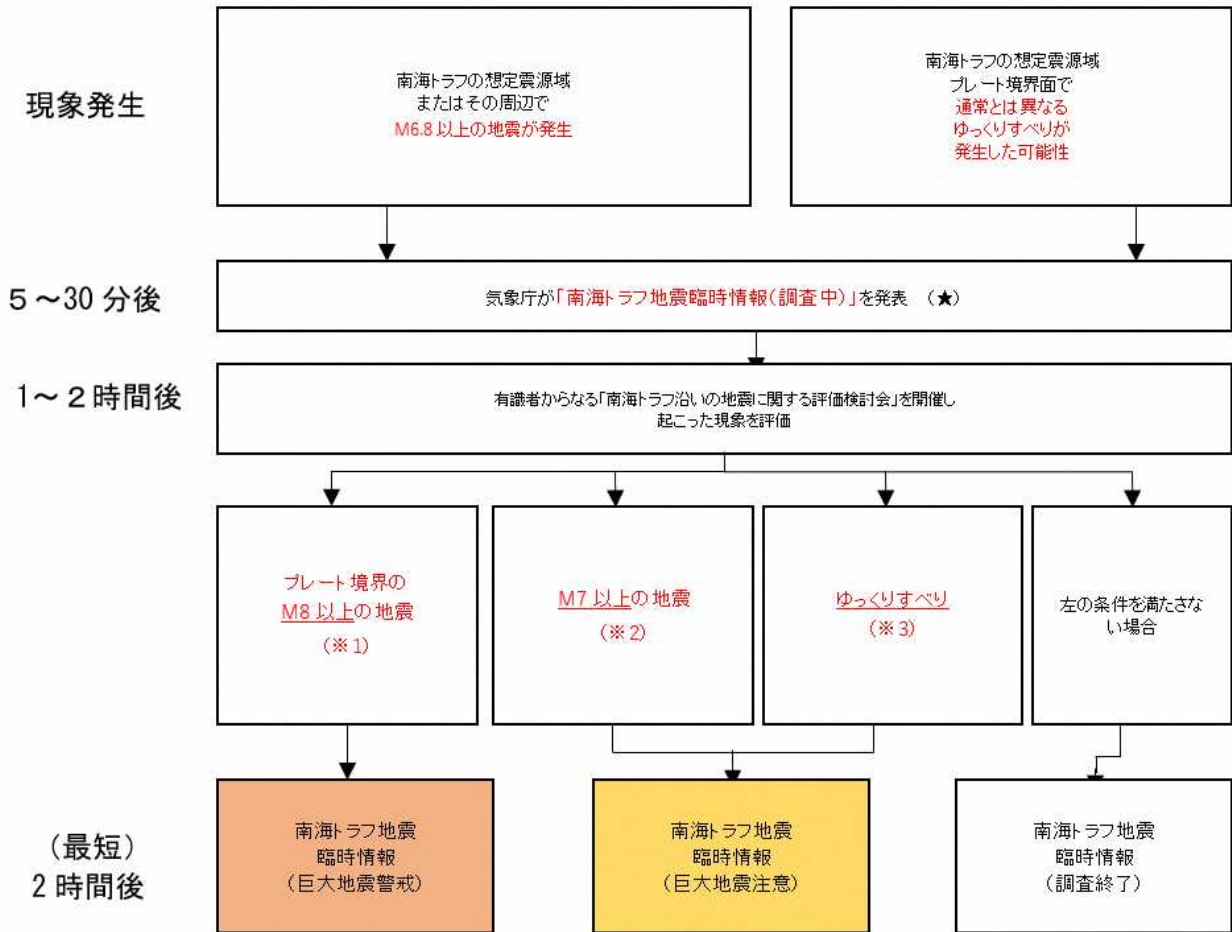 現象発生
南海トラフの想定震源域
またはその周辺で
M6.8以上の地震が発生
南海トラフの想定震源域
プレート境界面で
通常とは異なる
ゆっくりすべりが
発生した可能性
5～30分後
気象庁が「南海トラフ地震臨時情報(調査中)」を発表 (★)
1～2時間後
有識者からなる「南海トラフ沿いの地震に関する評価検討会」を開催し
起こった現象を評価
プレート境界の
M8以上の地震
(※1)
M7以上の地震
(※2)
ゆっくりすべり
(※3)
左の条件を満たさな
い場合
(最短)
2時間後
南海トラフ地震
臨時情報
(巨大地震警戒)
南海トラフ地震
臨時情報
(巨大地震注意)
南海トラフ地震
臨時情報
(調査終了)